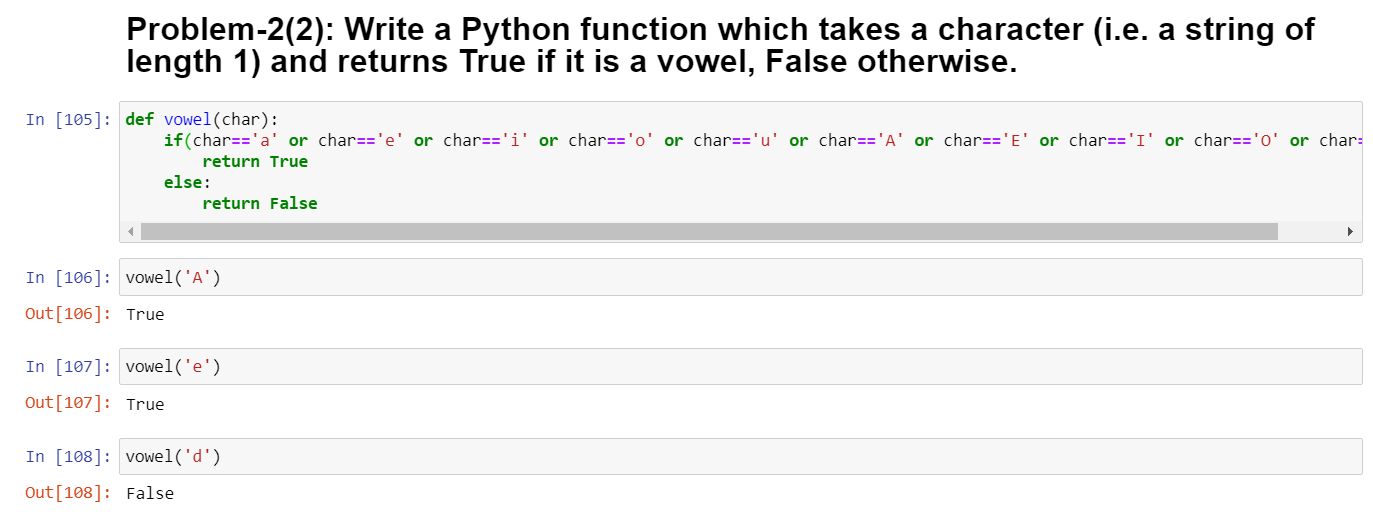 Problem-2(2): Write a Python function which takes a character (i.e. a string of
length 1) and returns True if it is a vowel, False otherwise.
In [105]: def vowel(char):
    if(char=='a' or char=='e' or char=='i' or char=='o' or char=='u' or char=='A' or char=='E' or char=='I' or char=='O' or char=
        return True
    else:
        return False
In [106]: vowel('A')
Out[106]: True
In [107]: vowel('e')
Out[107]: True
In [108]: vowel('d')
Out[108]: False